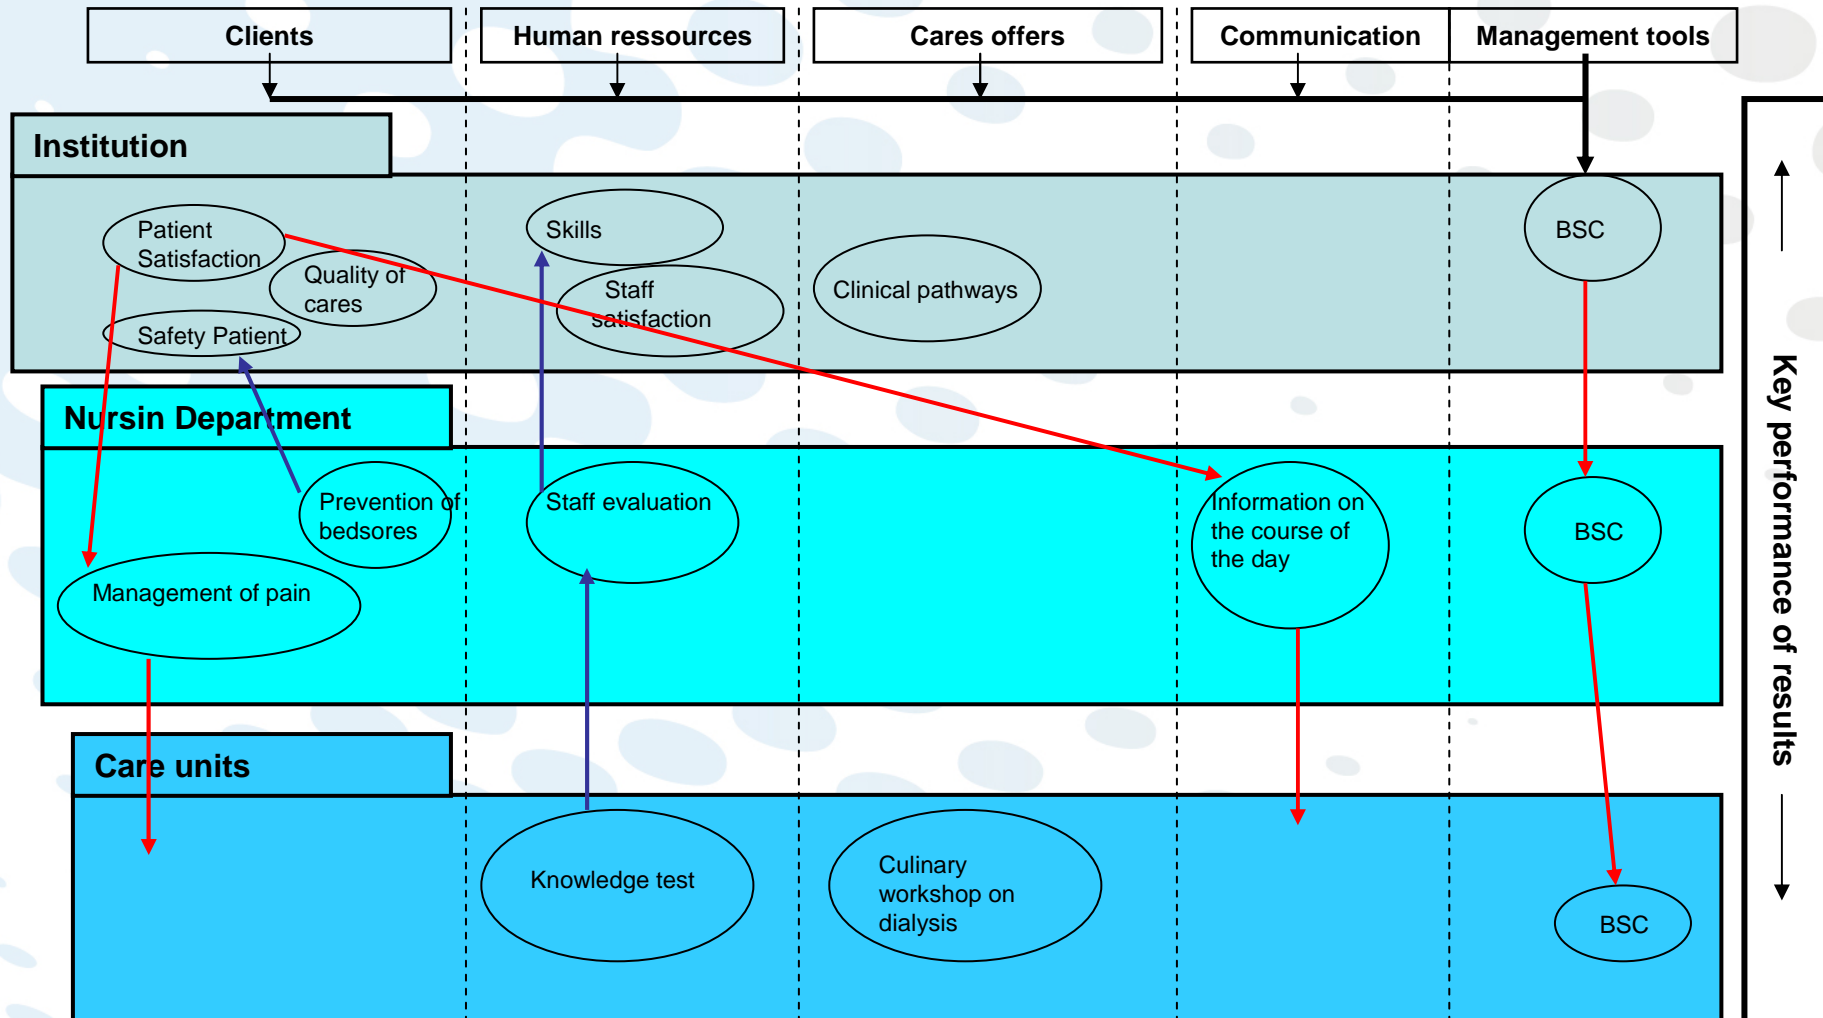 Clients
Human ressources
Cares offers
Communication
Management tools
Institution
Patient
Satisfaction
Quality of
cares
Safety Patient
Skills
Staff
satisfaction
Clinical pathways
BSC
Nursin Department
Prevention of
bedsores
Management of pain
Staff evaluation
Information on
the course of
the day
BSC
Care units
Knowledge test
Culinary
workshop on
dialysis
BSC
Key performance of results